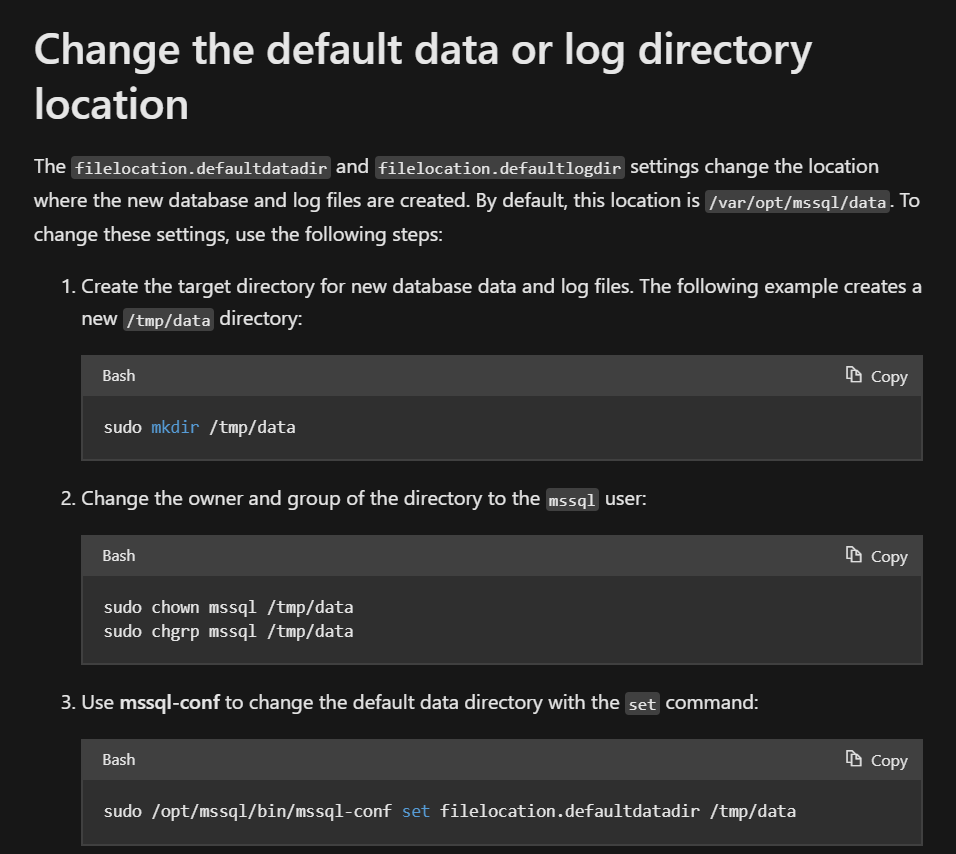 Change the default data or log directory
location
The filelocation.defaultdatadir and filelocation.defaultlogdir settings change the location
where the new database and log files are created. By default, this location is /var/opt/mssql/data. To
change these settings, use the following steps:
1. Create the target directory for new database data and log files. The following example creates a
new /tmp/data directory:
Bash Copy
sudo mkdir /tmp/data
2. Change the owner and group of the directory to the mssql user:
Bash Copy
sudo chown mssql /tmp/data
sudo chgrp mssql /tmp/data
3. Use mssql-conf to change the default data directory with the set command:
Bash Copy
sudo /opt/mssql/bin/mssql-conf set filelocation.defaultdatadir /tmp/data